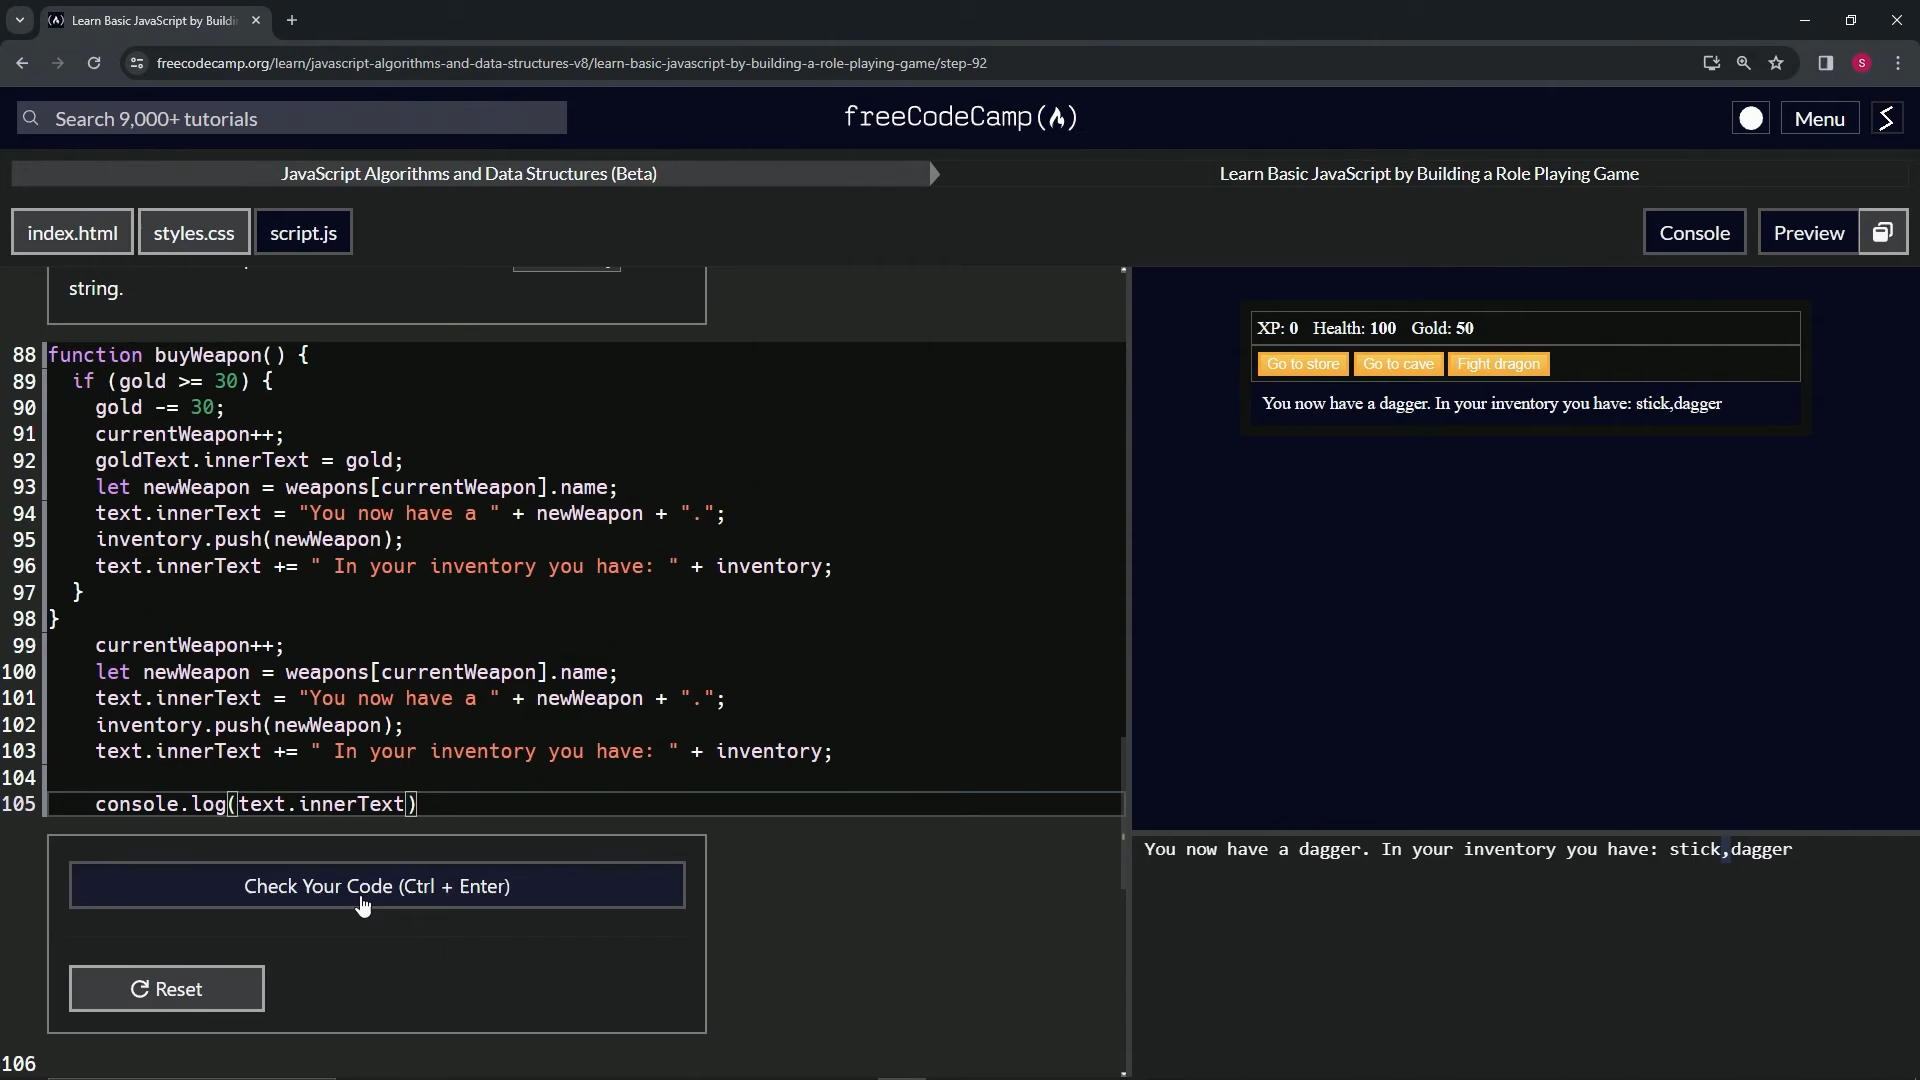 Learn Basic JavaScript by Buildi
freecodecamp.org/learn/javascript-algorithms-and-data-structures-v8/learn-basic-javascript-by-building-a-role-playing-game/step-92
S
Search 9,000+ tutorials
freeCodeCamp
Menu
JavaScript Algorithms and Data Structures (Beta)
Learn Basic JavaScript by Building a Role Playing Game
index.html
styles.css
script.js
Console
Preview
string.
88 function buyWeapon() {
89 if (gold >= 30) {
90 gold -= 30;
91 currentWeapon++;
92 goldText.innerText = gold;
93 let newWeapon = weapons[currentWeapon].name;
94 text.innerText = "You now have a " + newWeapon + ".";
95 inventory.push(newWeapon);
96 text.innerText += " In your inventory you have: " + inventory;
97 }
98 }
99 currentWeapon++;
100 let newWeapon = weapons[currentWeapon].name;
101 text.innerText = "You now have a " + newWeapon + ".";
102 inventory.push(newWeapon);
103 text.innerText += " In your inventory you have: " + inventory;
104
105 console.log(text.innerText)
Check Your Code (Ctrl + Enter)
Reset
106
XP: 0 Health: 100 Gold: 50
Go to store Go to cave Fight dragon
You now have a dagger. In your inventory you have: stick,dagger
You now have a dagger. In your inventory you have: stick,dagger